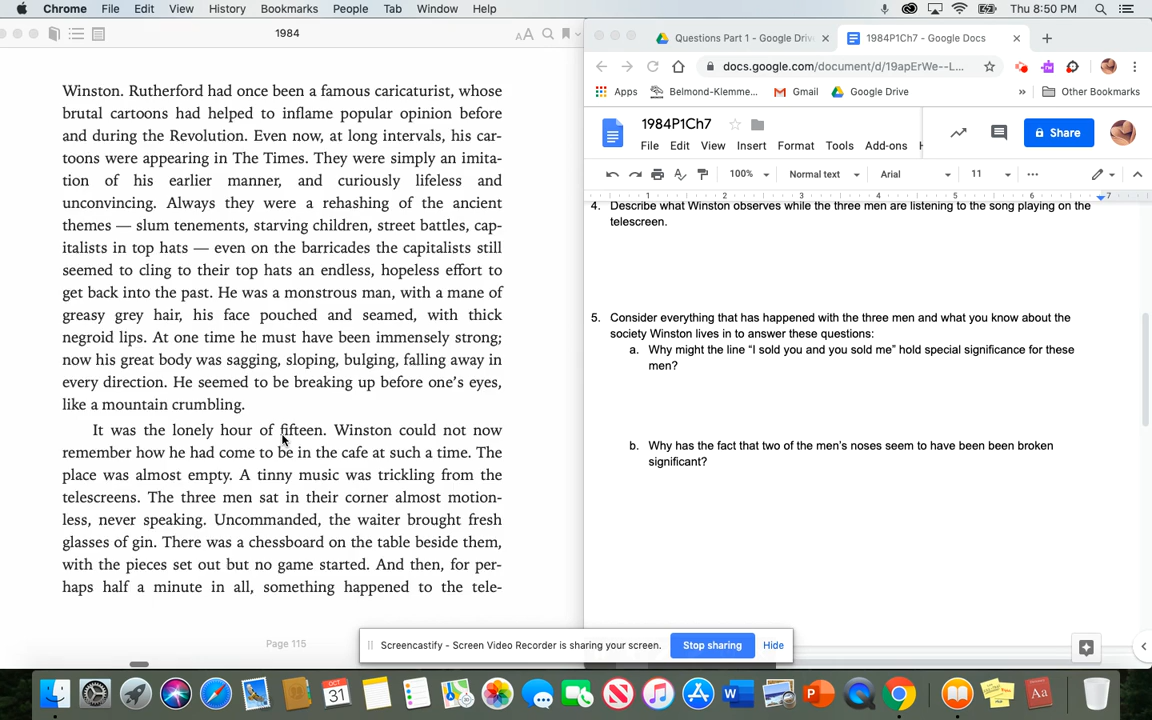 Chrome File Edit View History Bookmarks People Tab Window Help Thu 8:50 PM
1984
AA
Winston. Rutherford had once been a famous caricaturist, whose
brutal cartoons had helped to inflame popular opinion before
and during the Revolution. Even now, at long intervals, his car-
toons were appearing in The Times. They were simply an imita-
tion of his earlier manner, and curiously lifeless and
unconvincing. Always they were a rehashing of the ancient
themes — slum tenements, starving children, street battles, cap-
italists in top hats — even on the barricades the capitalists still
seemed to cling to their top hats an endless, hopeless effort to
get back into the past. He was a monstrous man, with a mane of
greasy grey hair, his face pouched and seamed, with thick
negroid lips. At one time he must have been immensely strong;
now his great body was sagging, sloping, bulging, falling away in
every direction. He seemed to be breaking up before one's eyes,
like a mountain crumbling.
It was the lonely hour of fifteen. Winston could not now
remember how he had come to be in the cafe at such a time. The
place was almost empty. A tinny music was trickling from the
telescreens. The three men sat in their corner almost motion-
less, never speaking. Uncommanded, the waiter brought fresh
glasses of gin. There was a chessboard on the table beside them,
with the pieces set out but no game started. And then, for per-
haps half a minute in all, something happened to the tele-
Page 115
Questions Part 1 - Google Driv
1984P1Ch7 - Google Docs
docs.google.com/document/d/19apErWe--L...
Apps Belmond-Klemme... Gmail Google Drive » Other Bookmarks
1984P1Ch7
File Edit View Insert Format Tools Add-ons
Share
100% Normal text Arial 11
1 2 3 4 5 6 7
4. Describe what Winston observes while the three men are listening to the song playing on the
telescreen.
5. Consider everything that has happened with the three men and what you know about the
society Winston lives in to answer these questions:
a. Why might the line “I sold you and you sold me” hold special significance for these
men?
b. Why has the fact that two of the men's noses seem to have been been broken
significant?
Screencastify - Screen Video Recorder is sharing your screen. Stop sharing Hide
OCT
31